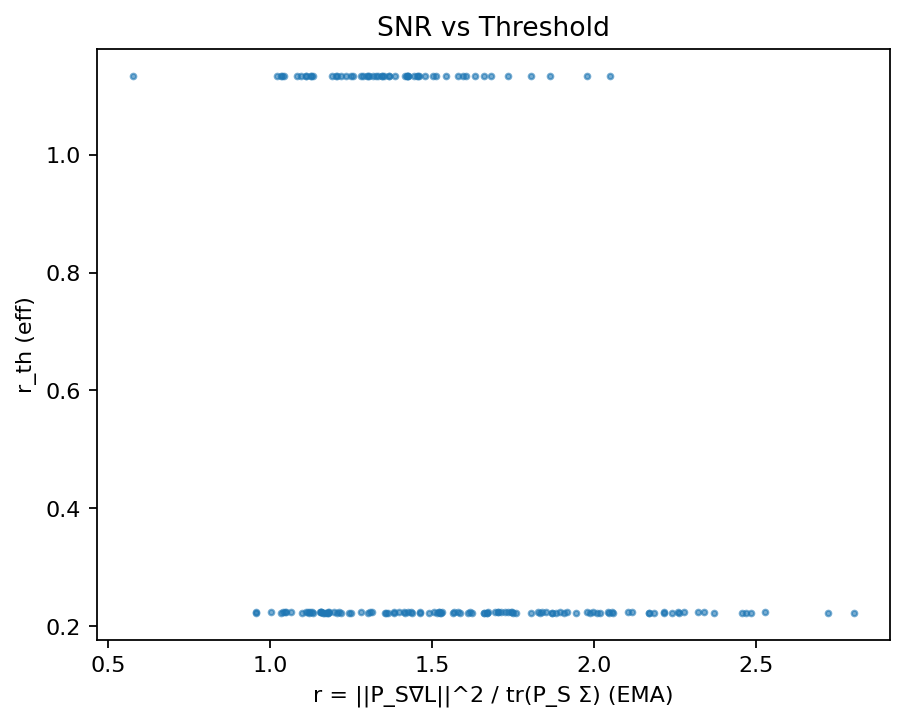 SNR vs Threshold
1.0
0.8
0.6
0.4
0.2
r_th (eff)
0.5 1.0 1.5 2.0 2.5
r = ||P_S∇L||^2 / tr(P_S Σ) (EMA)